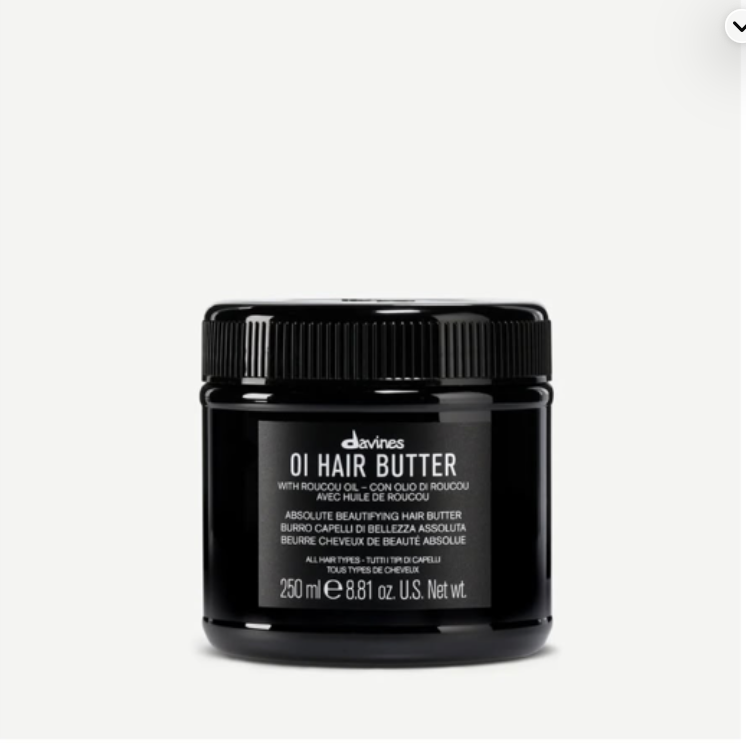 davines
OI HAIR BUTTER
WITH ROUCOU OIL – CON OLIO DI ROUCOU
AVEC HUILE DE ROUCOU
ABSOLUTE BEAUTIFYING HAIR BUTTER
BURRO CAPELLI DI BELLEZZA ASSOLUTA
BEURRE CHEVEUX DE BEAUTÉ ABSOLUE
ALL HAIR TYPES - TUTTI I TIPI DI CAPELLI
TOUS TYPES DE CHEVEUX
250 ml ℮ 8.81 oz. U.S. Net wt.